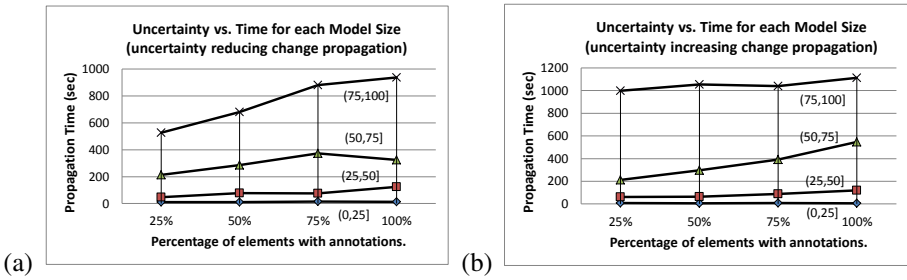 Uncertainty vs. Time for each Model Size
(uncertainty reducing change propagation)
Propagation Time (sec)
1000
800
600
400
200
0
(75,100]
(50,75]
(25,50]
(0,25]
25%
50%
75%
100%
Percentage of elements with annotations.
(a)
Uncertainty vs. Time for each Model Size
(uncertainty increasing change propagation)
Propagation Time (sec)
1200
1000
800
600
400
200
0
(75,100]
(50,75]
(25,50]
(0,25]
25%
50%
75%
100%
Percentage of elements with annotations.
(b)